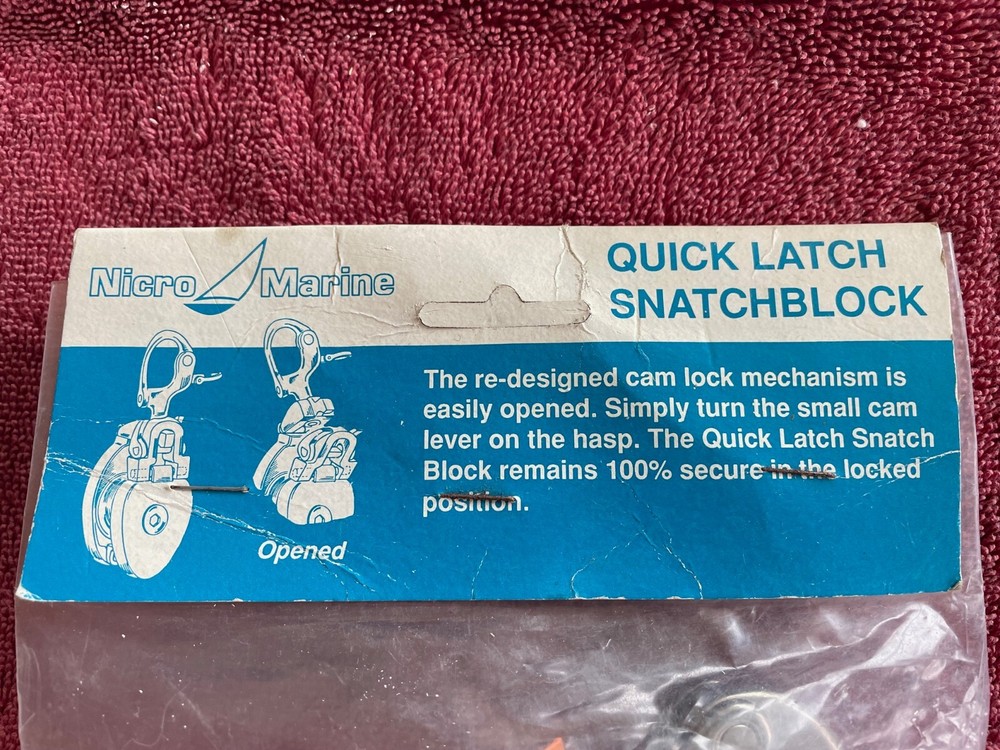 Nicro Marine
QUICK LATCH
SNATCHBLOCK
The re-designed cam lock mechanism is
easily opened. Simply turn the small cam
lever on the hasp. The Quick Latch Snatch
Block remains 100% secure in the locked
position.
Opened